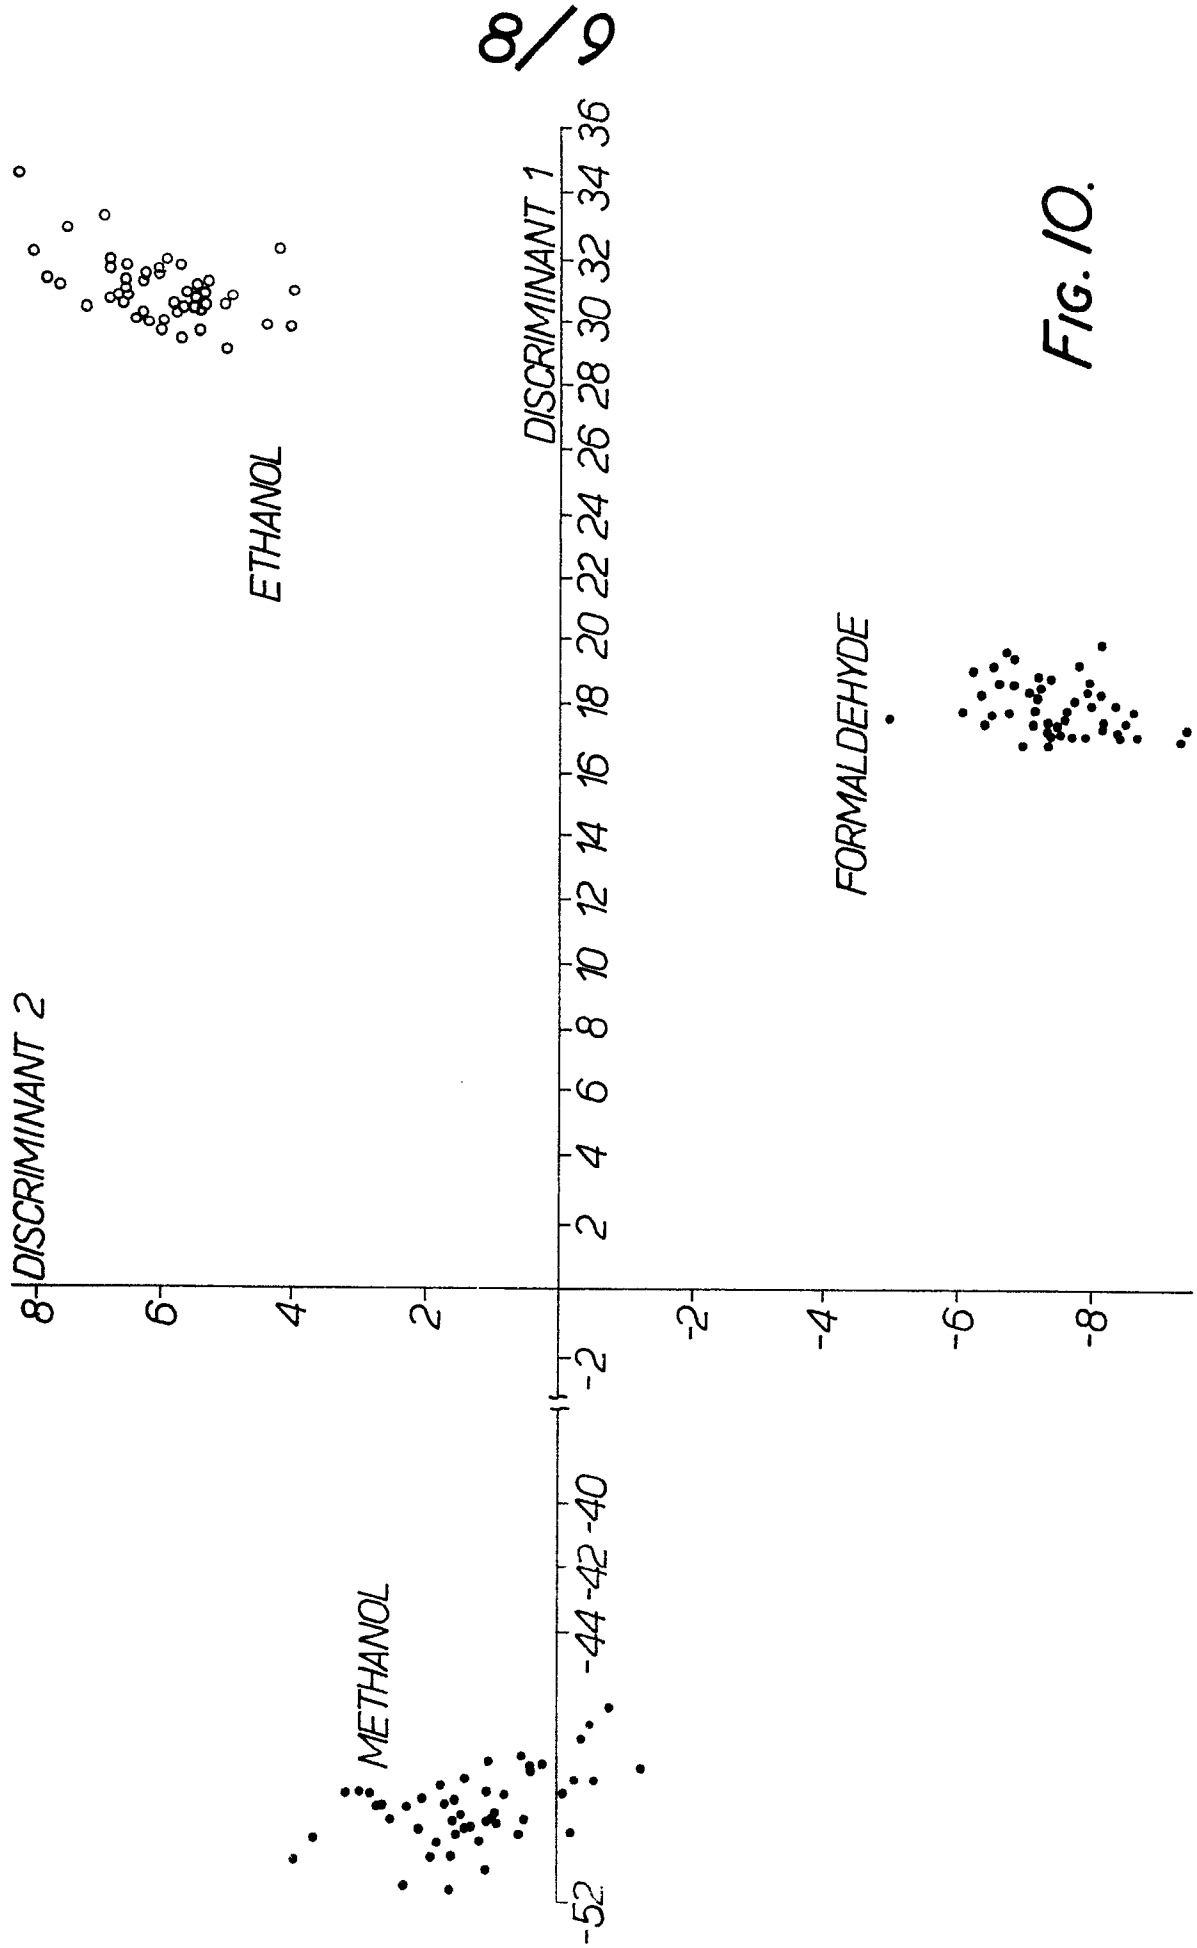 8/9
DISCRIMINANT 2
8
6
4
2
-2
-4
-6
-8
ETHANOL
METHANOL
FORMALDEHYDE
DISCRIMINANT 1
-52 -44 -42 -40 -2 2 4 6 8 10 12 14 16 18 20 22 24 26 28 30 32 34 36
FIG. 10.